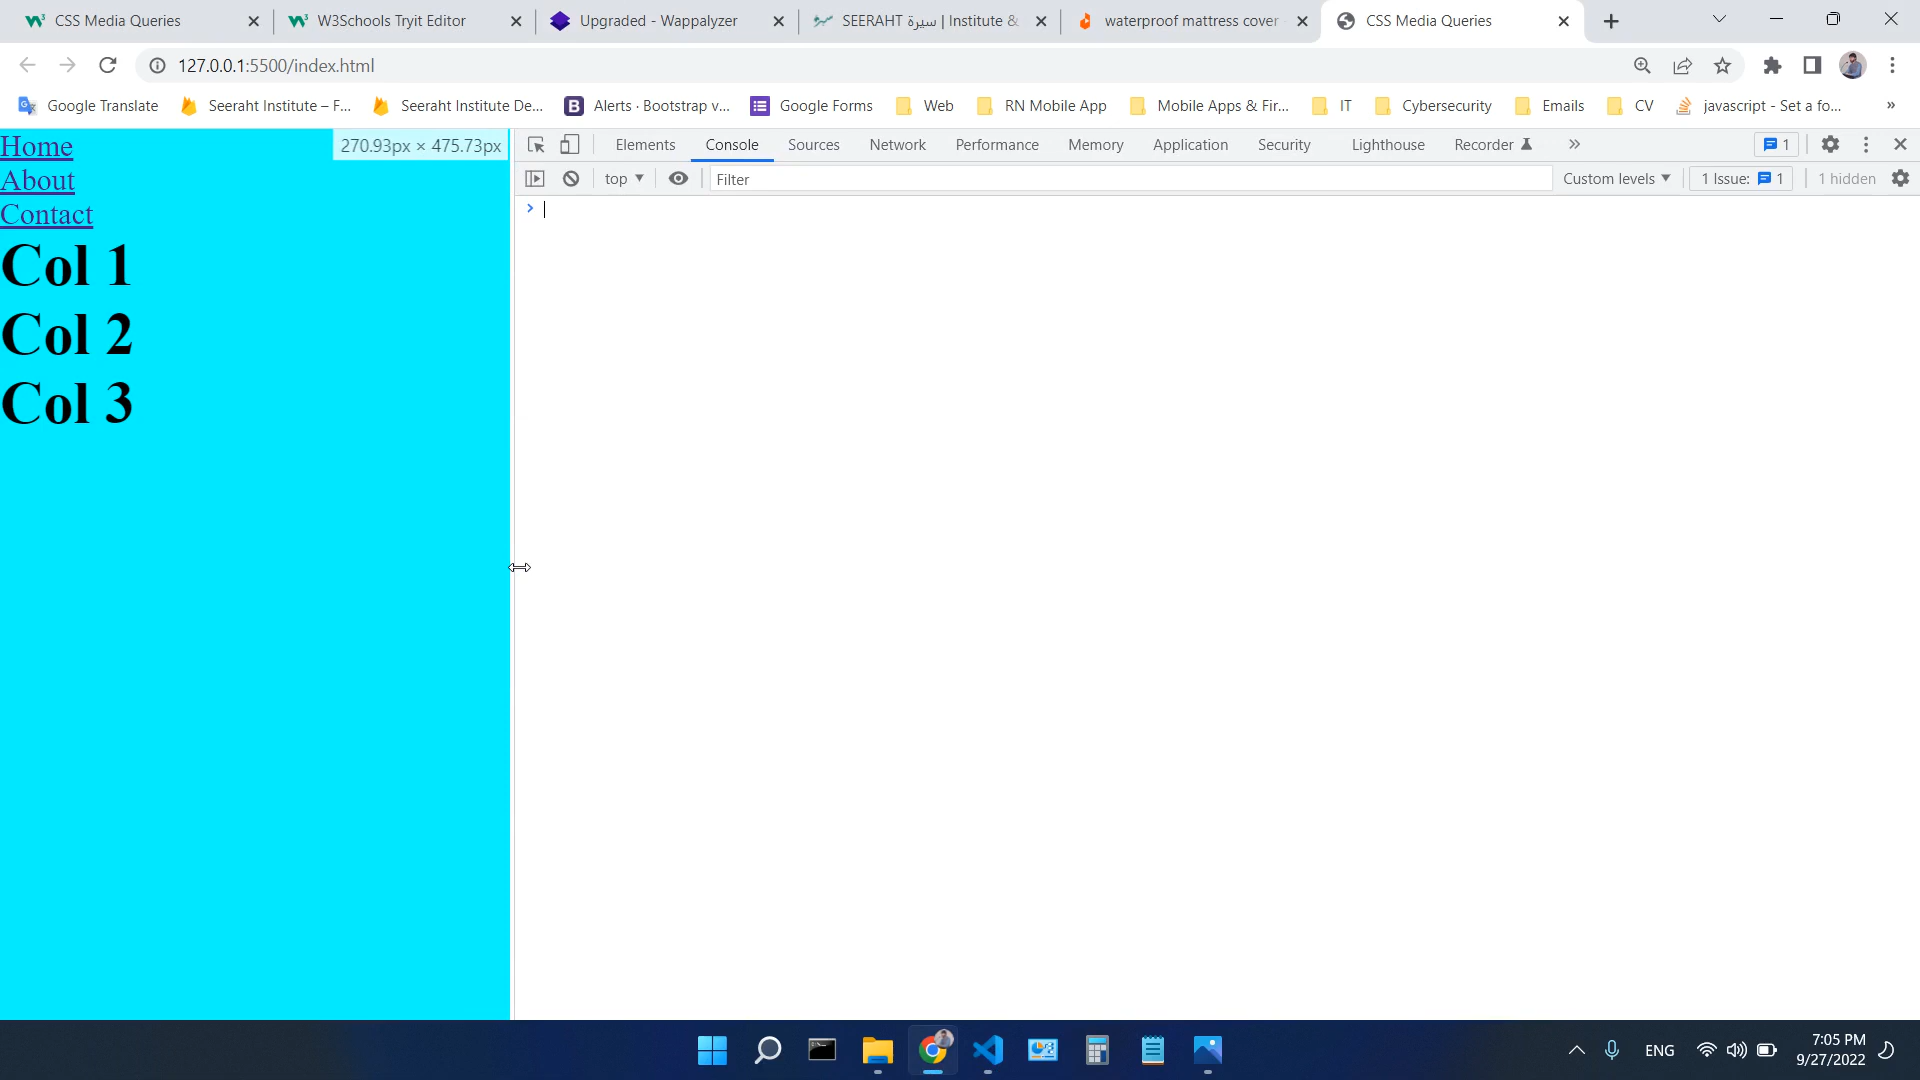 CSS Media Queries
W3Schools Tryit Editor
Upgraded - Wappalyzer
SEERAHT سيرة | Institute &
waterproof mattress cover
CSS Media Queries
127.0.0.1:5500/index.html
Google Translate
Seeraht Institute – F...
Seeraht Institute De...
Alerts · Bootstrap v...
Google Forms
Web
RN Mobile App
Mobile Apps & Fir...
IT
Cybersecurity
Emails
CV
javascript - Set a fo...
»
Home
About
Contact
Col 1
Col 2
Col 3
270.93px × 475.73px
Elements
Console
Sources
Network
Performance
Memory
Application
Security
Lighthouse
Recorder
»
1
top
Filter
Custom levels
1 Issue:
1
1 hidden
ENG
7:05 PM
9/27/2022